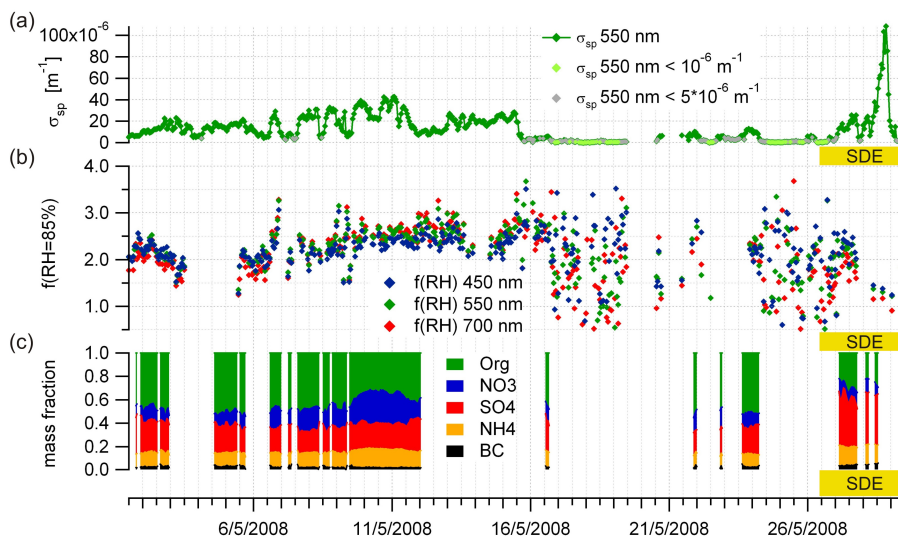 (a)
100x10⁻⁶
80
60
40
20
0
σsp [m⁻¹]
σsp 550 nm
σsp 550 nm < 10⁻⁶ m⁻¹
σsp 550 nm < 5*10⁻⁶ m⁻¹
SDE
(b)
4.0
3.0
2.0
1.0
f(RH=85%)
f(RH) 450 nm
f(RH) 550 nm
f(RH) 700 nm
SDE
(c)
1.0
0.8
0.6
0.4
0.2
0.0
mass fraction
Org
NO3
SO4
NH4
BC
SDE
6/5/2008 11/5/2008 16/5/2008 21/5/2008 26/5/2008